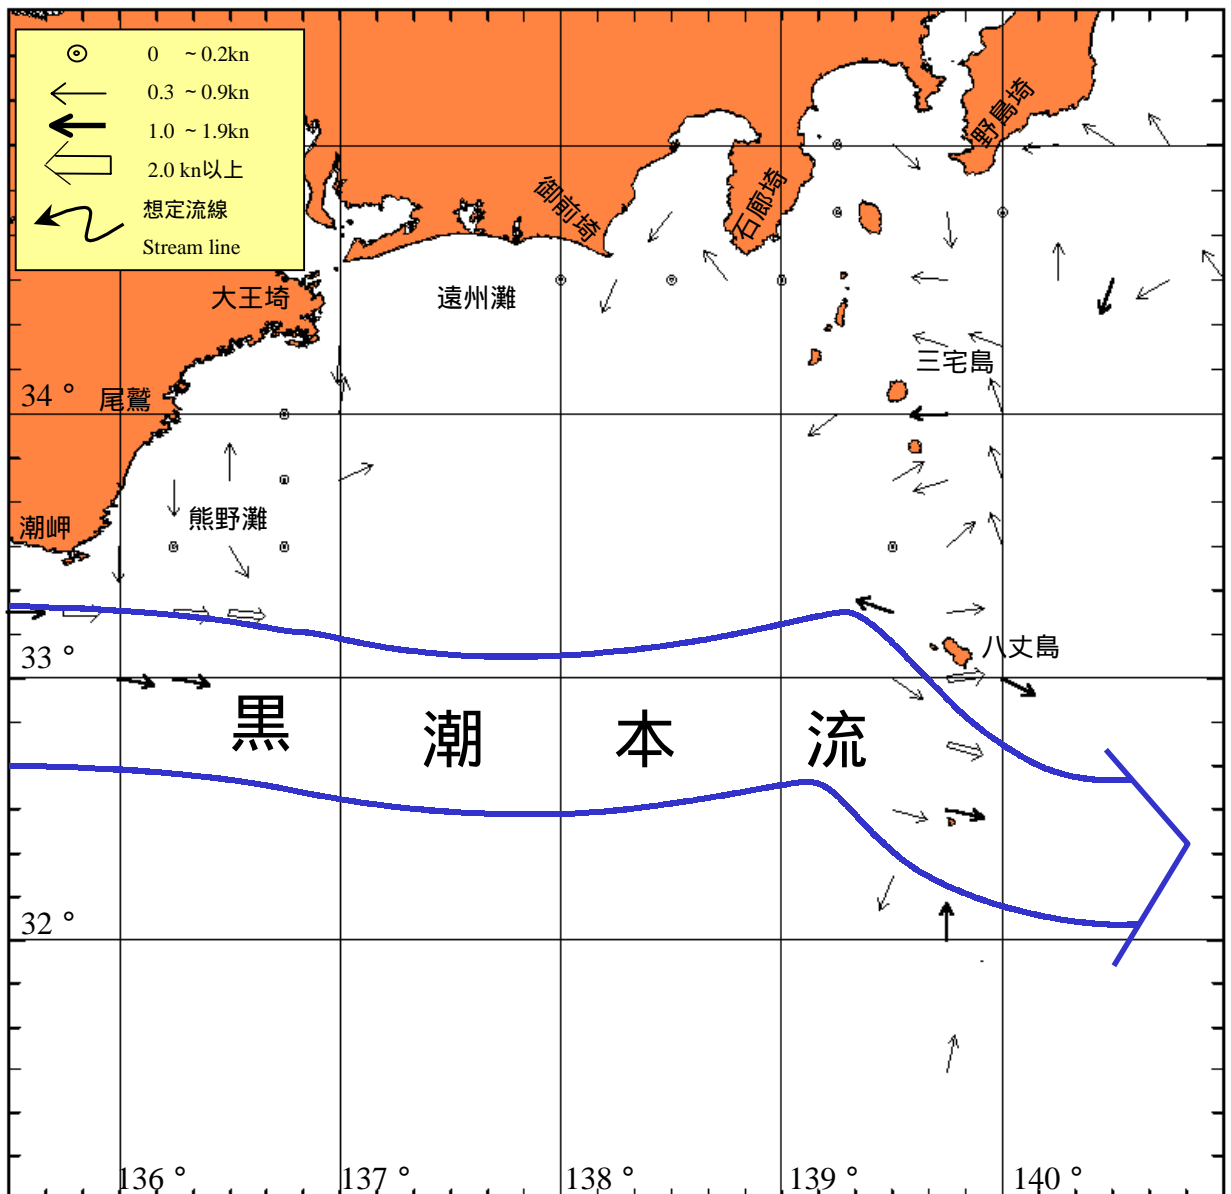 0 ~ 0.2kn
0.3 ~ 0.9kn
1.0 ~ 1.9kn
2.0 kn以上
想定流線
Stream line
野島埼
御前埼
石廊埼
大王埼
遠州灘
三宅島
34 °
尾鷲
熊野灘
潮岬
33 °
八丈島
黒潮本流
32 °
136 ° 137 ° 138 ° 139 ° 140 °